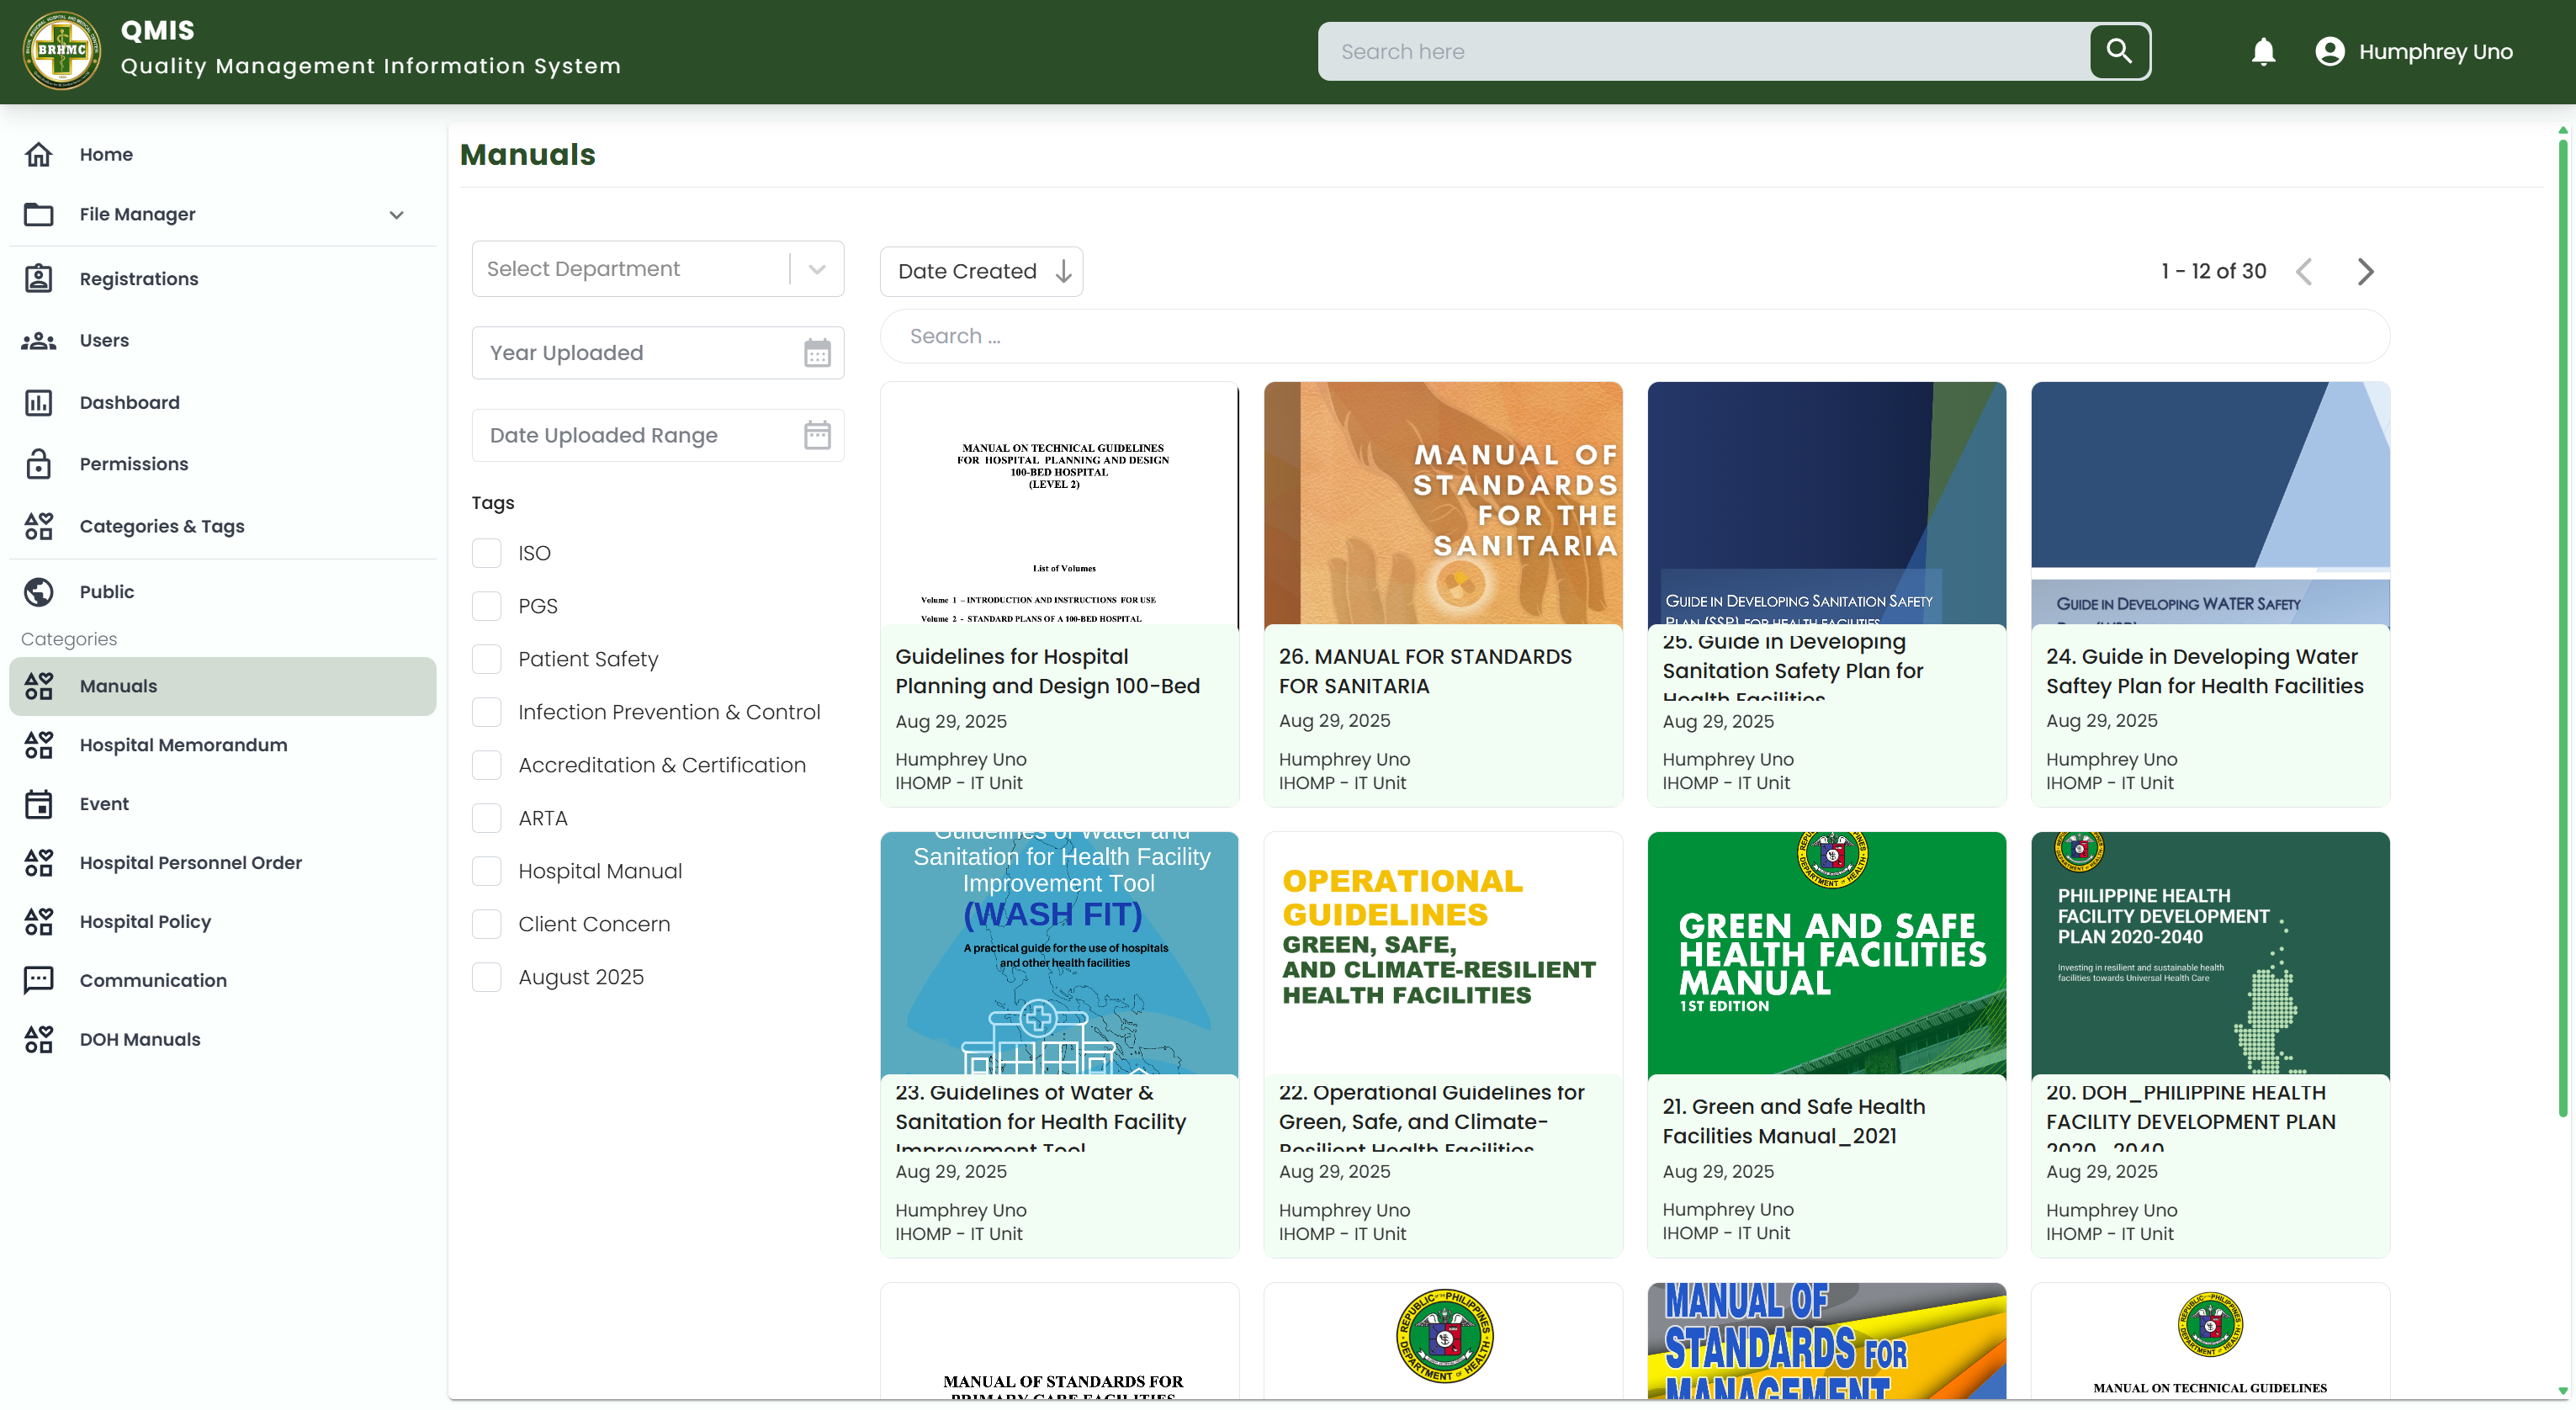 BRHMC
QMIS
Quality Management Information System
Search here
Humphrey Uno
Home
File Manager
Registrations
Users
Dashboard
Permissions
Categories & Tags
Public
Categories
Manuals
Hospital Memorandum
Event
Hospital Personnel Order
Hospital Policy
Communication
DOH Manuals
Manuals
Select Department
Year Uploaded
Date Uploaded Range
Tags
ISO
PGS
Patient Safety
Infection Prevention & Control
Accreditation & Certification
ARTA
Hospital Manual
Client Concern
August 2025
Date Created
1 - 12 of 30
Search ...
MANUAL ON TECHNICAL GUIDELINES
FOR HOSPITAL PLANNING AND DESIGN
100-BED HOSPITAL
(LEVEL 2)
List of Volumes
Volume 1 – INTRODUCTION AND INSTRUCTIONS FOR USE
Volume 2 - STANDARD PLANS OF A 100-BED HOSPITAL
Guidelines for Hospital
Planning and Design 100-Bed
Aug 29, 2025
Humphrey Uno
IHOMP - IT Unit
MANUAL OF
STANDARDS
FOR THE
SANITARIA
26. MANUAL FOR STANDARDS
FOR SANITARIA
Aug 29, 2025
Humphrey Uno
IHOMP - IT Unit
GUIDE IN DEVELOPING SANITATION SAFETY
PLAN (SSP) FOR HEALTH FACILITIES
25. Guide in Developing
Sanitation Safety Plan for
Health Facilities
Aug 29, 2025
Humphrey Uno
IHOMP - IT Unit
GUIDE IN DEVELOPING WATER SAFETY
24. Guide in Developing Water
Saftey Plan for Health Facilities
Aug 29, 2025
Humphrey Uno
IHOMP - IT Unit
Guidelines of Water and
Sanitation for Health Facility
Improvement Tool
(WASH FIT)
A practical guide for the use of hospitals
and other health facilities
23. Guidelines of Water &
Sanitation for Health Facility
Improvement Tool
Aug 29, 2025
Humphrey Uno
IHOMP - IT Unit
OPERATIONAL
GUIDELINES
GREEN, SAFE,
AND CLIMATE-RESILIENT
HEALTH FACILITIES
22. Operational Guidelines for
Green, Safe, and Climate-
Resilient Health Facilities
Aug 29, 2025
Humphrey Uno
IHOMP - IT Unit
GREEN AND SAFE
HEALTH FACILITIES
MANUAL
1ST EDITION
21. Green and Safe Health
Facilities Manual_2021
Aug 29, 2025
Humphrey Uno
IHOMP - IT Unit
PHILIPPINE HEALTH
FACILITY DEVELOPMENT
PLAN 2020-2040
Investing in resilient and sustainable health
facilities towards Universal Health Care
20. DOH_PHILIPPINE HEALTH
FACILITY DEVELOPMENT PLAN
2020_2040
Aug 29, 2025
Humphrey Uno
IHOMP - IT Unit
MANUAL OF STANDARDS FOR
PRIMARY CARE FACILITIES
REPUBLIC OF THE PHILIPPINES
DEPARTMENT OF HEALTH
MANUAL OF
STANDARDS FOR
MANAGEMENT
REPUBLIC OF THE PHILIPPINES
DEPARTMENT OF HEALTH
MANUAL ON TECHNICAL GUIDELINES